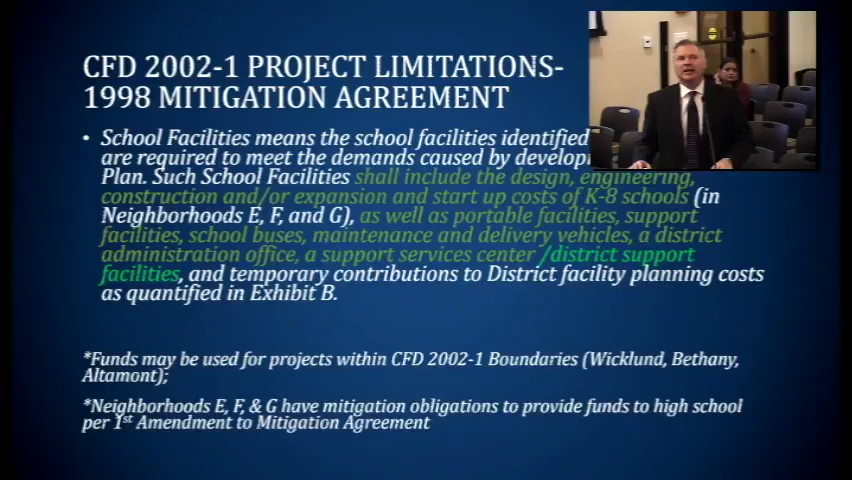 CFD 2002-1 PROJECT LIMITATIONS-
1998 MITIGATION AGREEMENT
• School Facilities means the school facilities identified
are required to meet the demands caused by develop
Plan. Such School Facilities shall include the design, engineering,
construction and/or expansion and start up costs of K-8 schools (in
Neighborhoods E, F, and G), as well as portable facilities, support
facilities, school buses, maintenance and delivery vehicles, a district
administration office, a support services center /district support
facilities, and temporary contributions to District facility planning costs
as quantified in Exhibit B.
*Funds may be used for projects within CFD 2002-1 Boundaries (Wicklund, Bethany,
Altamont);
*Neighborhoods E, F, & G have mitigation obligations to provide funds to high school
per 1st Amendment to Mitigation Agreement